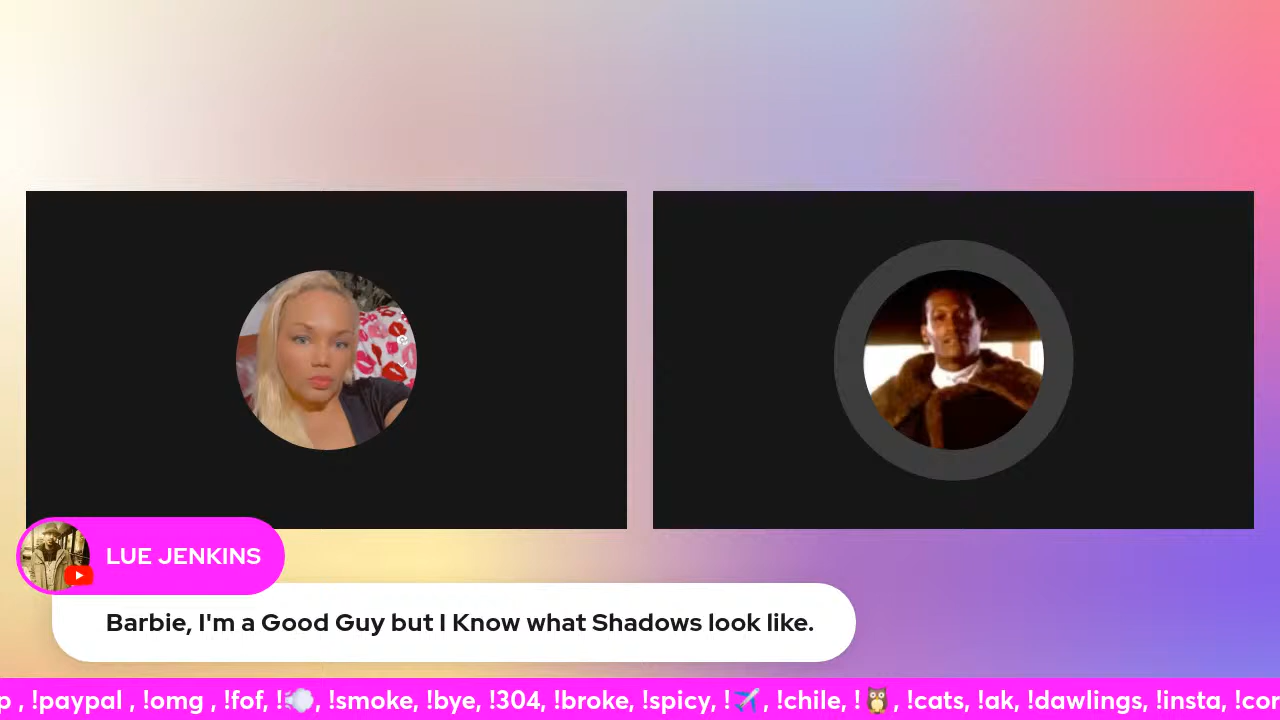 LUE JENKINS
Barbie, I'm a Good Guy but I Know what Shadows look like.
p , !paypal , !omg , !fof, !💨, !smoke, !bye, !304, !broke, !spicy, !✈️, !chile, !🦉, !cats, !ak, !dawlings, !insta, !cor